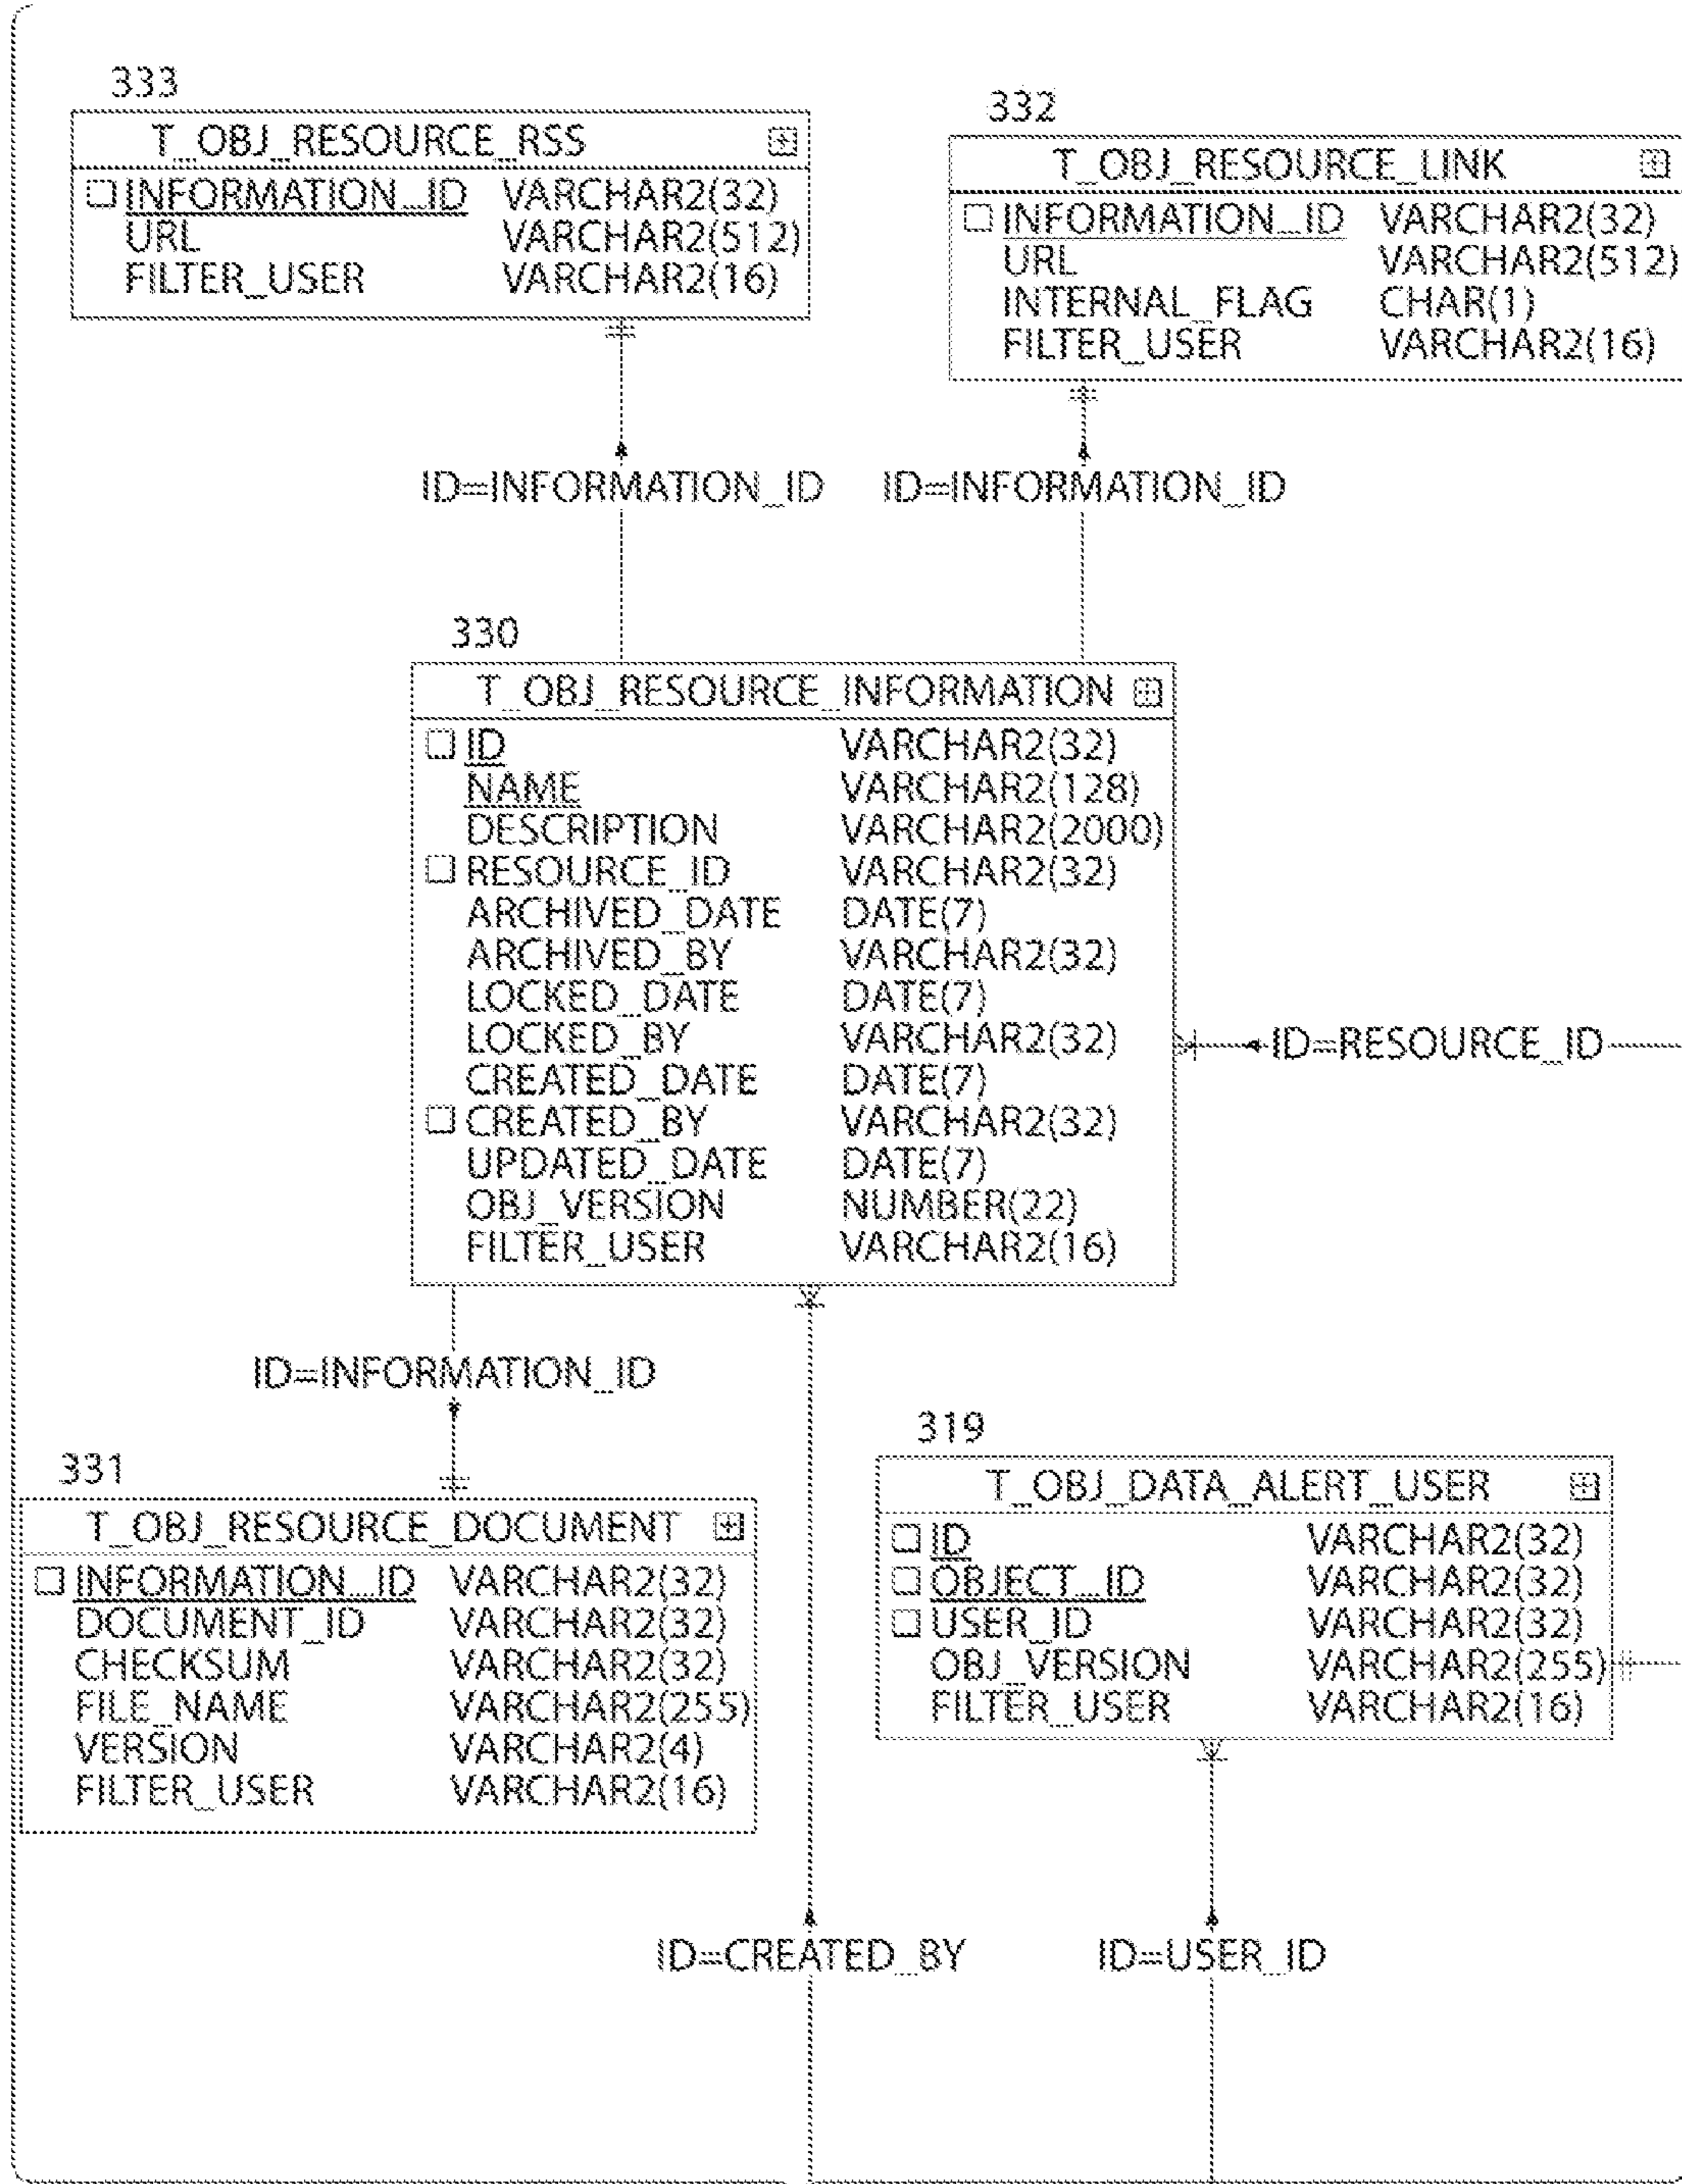 333
T_OBJ_RESOURCE_RSS
INFORMATION_ID VARCHAR2(32)
URL VARCHAR2(512)
FILTER_USER VARCHAR2(16)
332
T_OBJ_RESOURCE_LINK
INFORMATION_ID VARCHAR2(32)
URL VARCHAR2(512)
INTERNAL_FLAG CHAR(1)
FILTER_USER VARCHAR2(16)
ID=INFORMATION_ID
ID=INFORMATION_ID
330
T_OBJ_RESOURCE_INFORMATION
ID VARCHAR2(32)
NAME VARCHAR2(128)
DESCRIPTION VARCHAR2(2000)
RESOURCE_ID VARCHAR2(32)
ARCHIVED_DATE DATE(7)
ARCHIVED_BY VARCHAR2(32)
LOCKED_DATE DATE(7)
LOCKED_BY VARCHAR2(32)
CREATED_DATE DATE(7)
CREATED_BY VARCHAR2(32)
UPDATED_DATE DATE(7)
OBJ_VERSION NUMBER(22)
FILTER_USER VARCHAR2(16)
ID=RESOURCE_ID
ID=INFORMATION_ID
331
T_OBJ_RESOURCE_DOCUMENT
INFORMATION_ID VARCHAR2(32)
DOCUMENT_ID VARCHAR2(32)
CHECKSUM VARCHAR2(32)
FILE_NAME VARCHAR2(255)
VERSION VARCHAR2(4)
FILTER_USER VARCHAR2(16)
319
T_OBJ_DATA_ALERT_USER
ID VARCHAR2(32)
OBJECT_ID VARCHAR2(32)
USER_ID VARCHAR2(32)
OBJ_VERSION VARCHAR2(255)
FILTER_USER VARCHAR2(16)
ID=CREATED_BY
ID=USER_ID